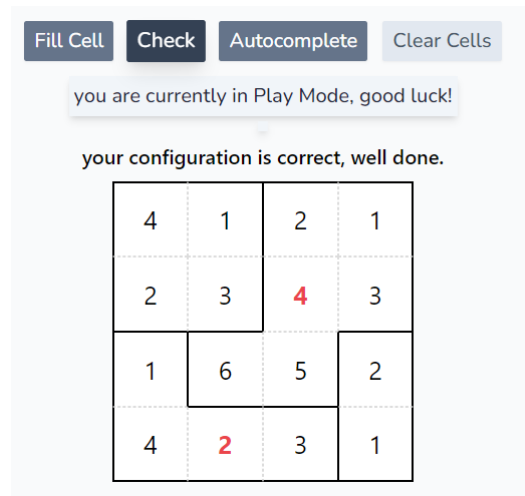 Fill Cell Check Autocomplete Clear Cells
you are currently in Play Mode, good luck!
your configuration is correct, well done.
4 1 2 1
2 3 4 3
1 6 5 2
4 2 3 1